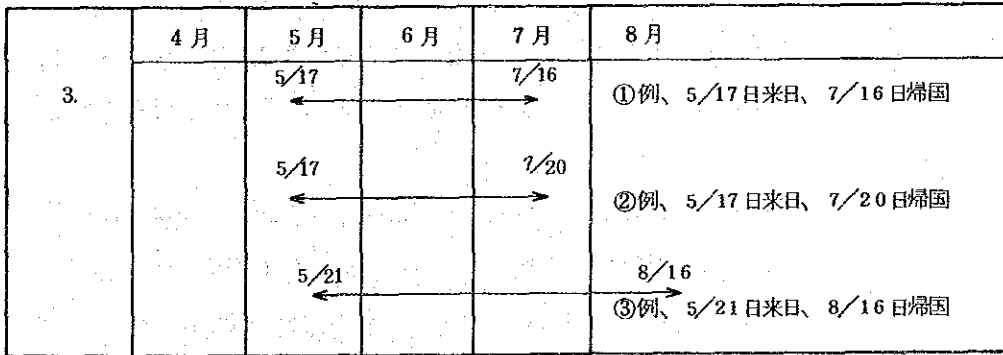 4月 5月 6月 7月 8月
3.
5/17 7/16
①例、5/17日来日、7/16日帰国
5/17 7/20
②例、5/17日来日、7/20日帰国
5/21 8/16
③例、5/21日来日、8/16日帰国